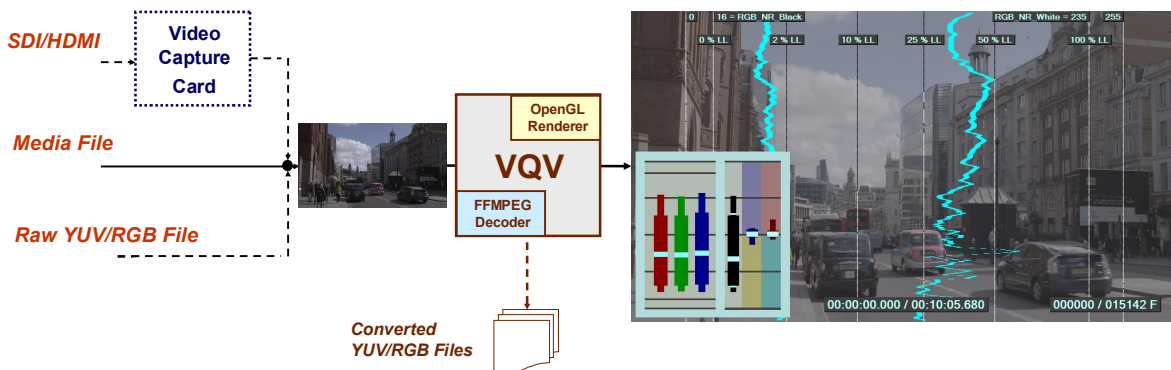 SDI/HDMI
Video
Capture
Card
Media File
Raw YUV/RGB File
OpenGL
Renderer
VQV
FFMPEG
Decoder
Converted
YUV/RGB Files
0 16 = RGB_NR_Black RGB_NR_White = 235 255
0 % LL 2 % LL 10 % LL 25 % LL 50 % LL 100 % LL
00:00:00.000 / 00:10:05.680 000000 / 015142 F